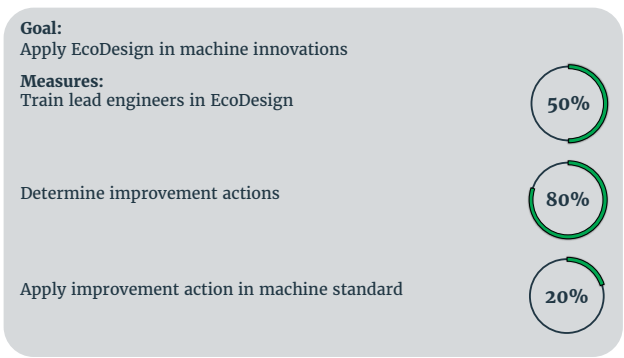 Goal:
Apply EcoDesign in machine innovations
Measures:
Train lead engineers in EcoDesign
50%
Determine improvement actions
80%
Apply improvement action in machine standard
20%